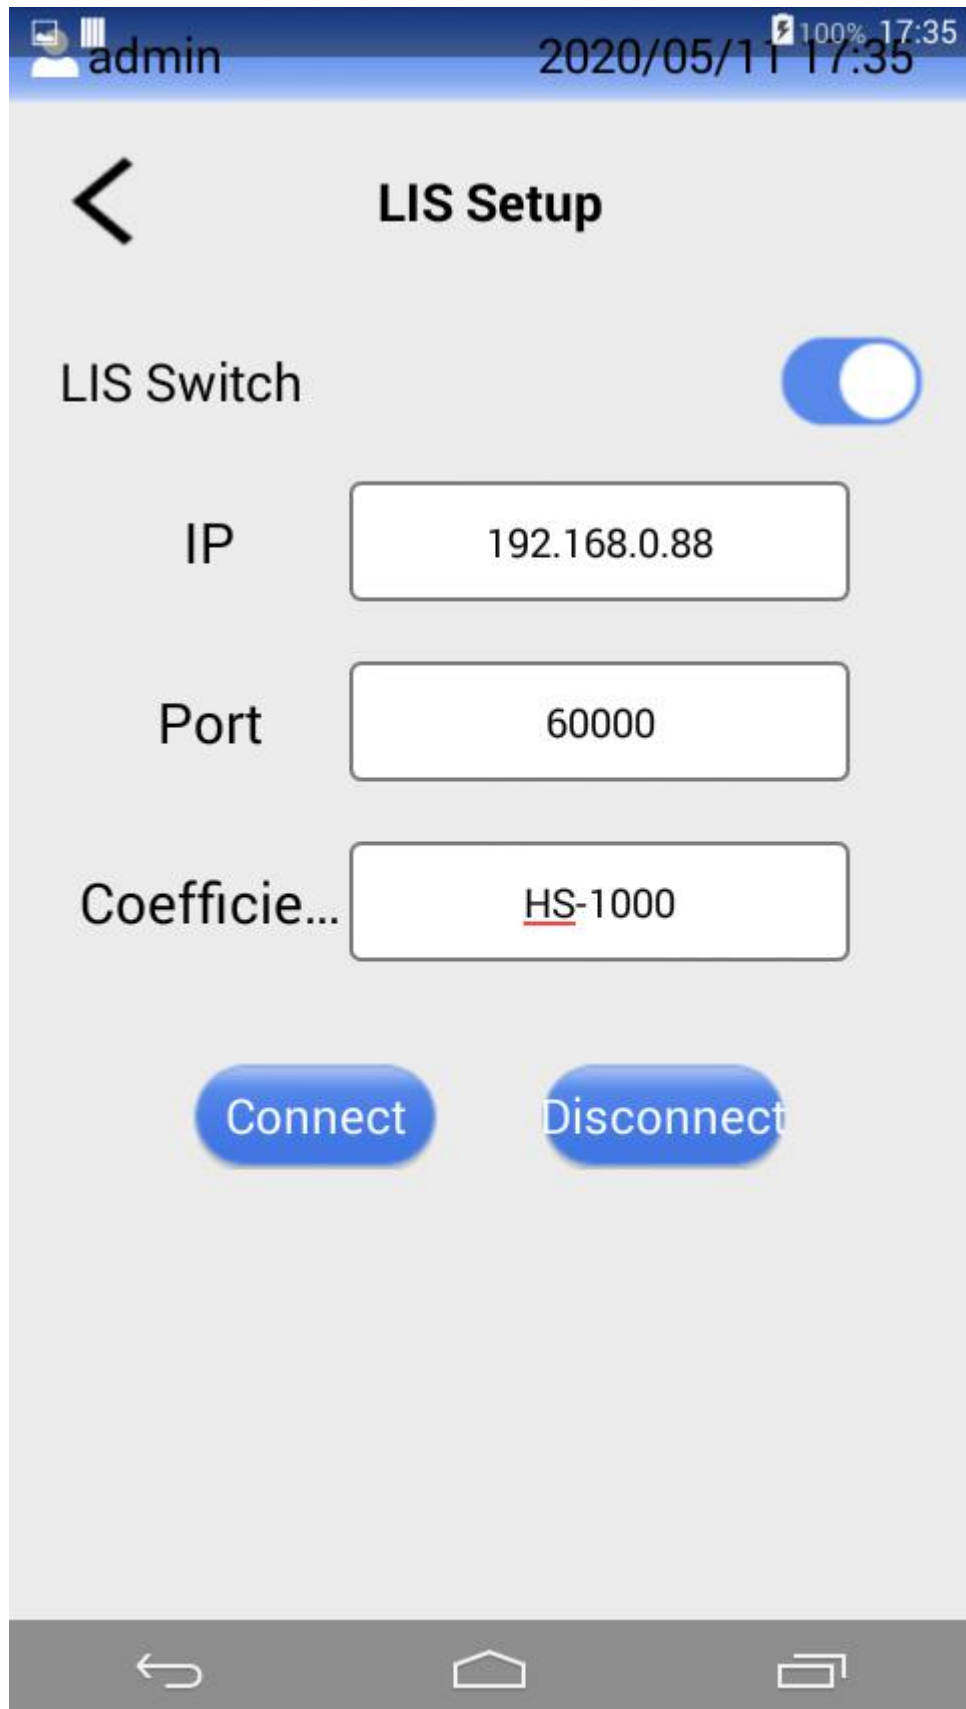 100% 17:35
admin 2020/05/11 17:35
LIS Setup
LIS Switch
IP 192.168.0.88
Port 60000
Coefficie... HS-1000
Connect Disconnect